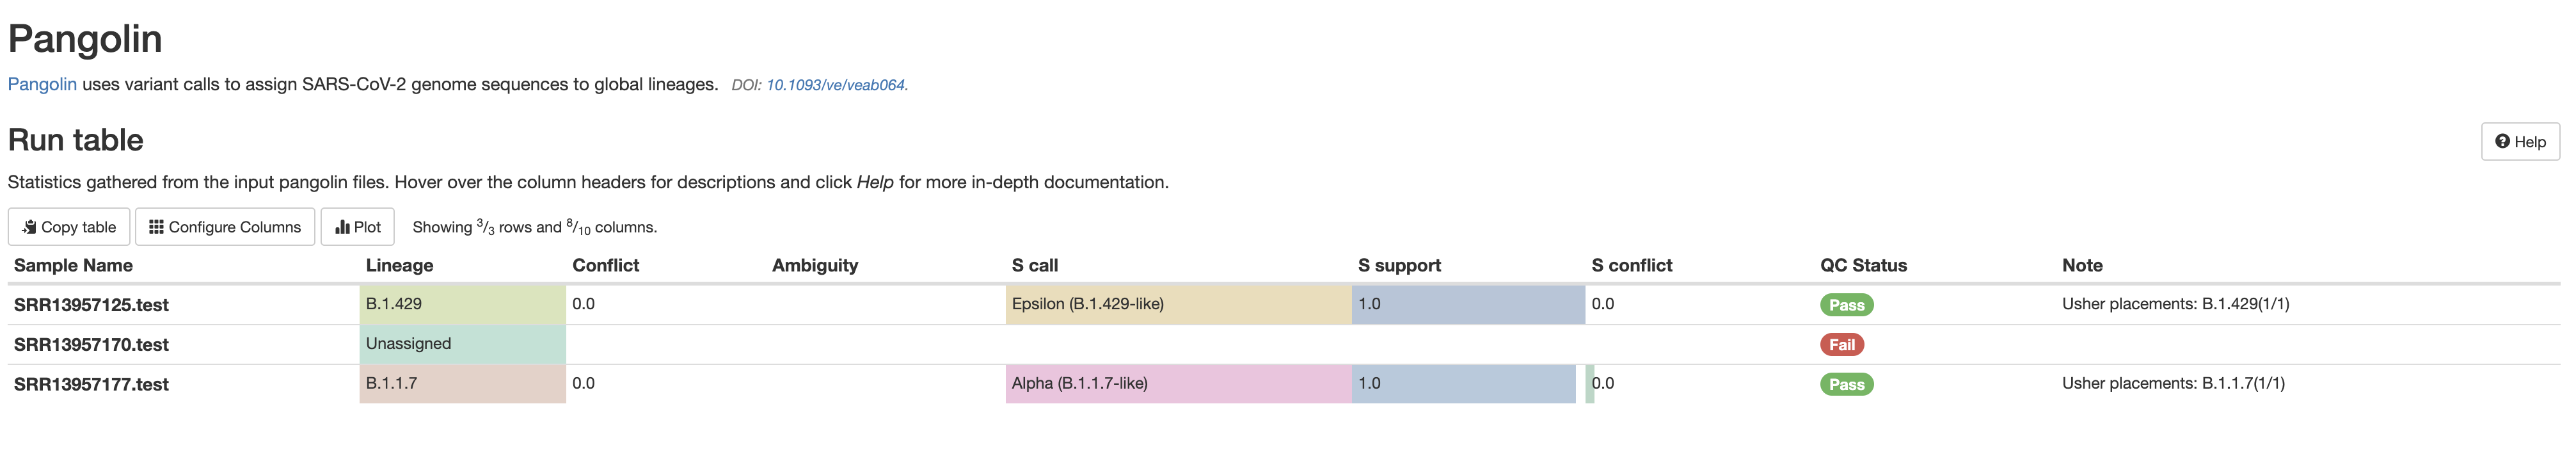 Pangolin
Pangolin uses variant calls to assign SARS-CoV-2 genome sequences to global lineages. DOI: 10.1093/ve/veab064.
Run table
Help
Statistics gathered from the input pangolin files. Hover over the column headers for descriptions and click Help for more in-depth documentation.
Copy table Configure Columns Plot Showing 3/3 rows and 8/10 columns.
Sample Name Lineage Conflict Ambiguity S call S support S conflict QC Status Note
SRR13957125.test B.1.429 0.0 Epsilon (B.1.429-like) 1.0 0.0 Pass Usher placements: B.1.429(1/1)
SRR13957170.test Unassigned Fail
SRR13957177.test B.1.1.7 0.0 Alpha (B.1.1.7-like) 1.0 0.0 Pass Usher placements: B.1.1.7(1/1)